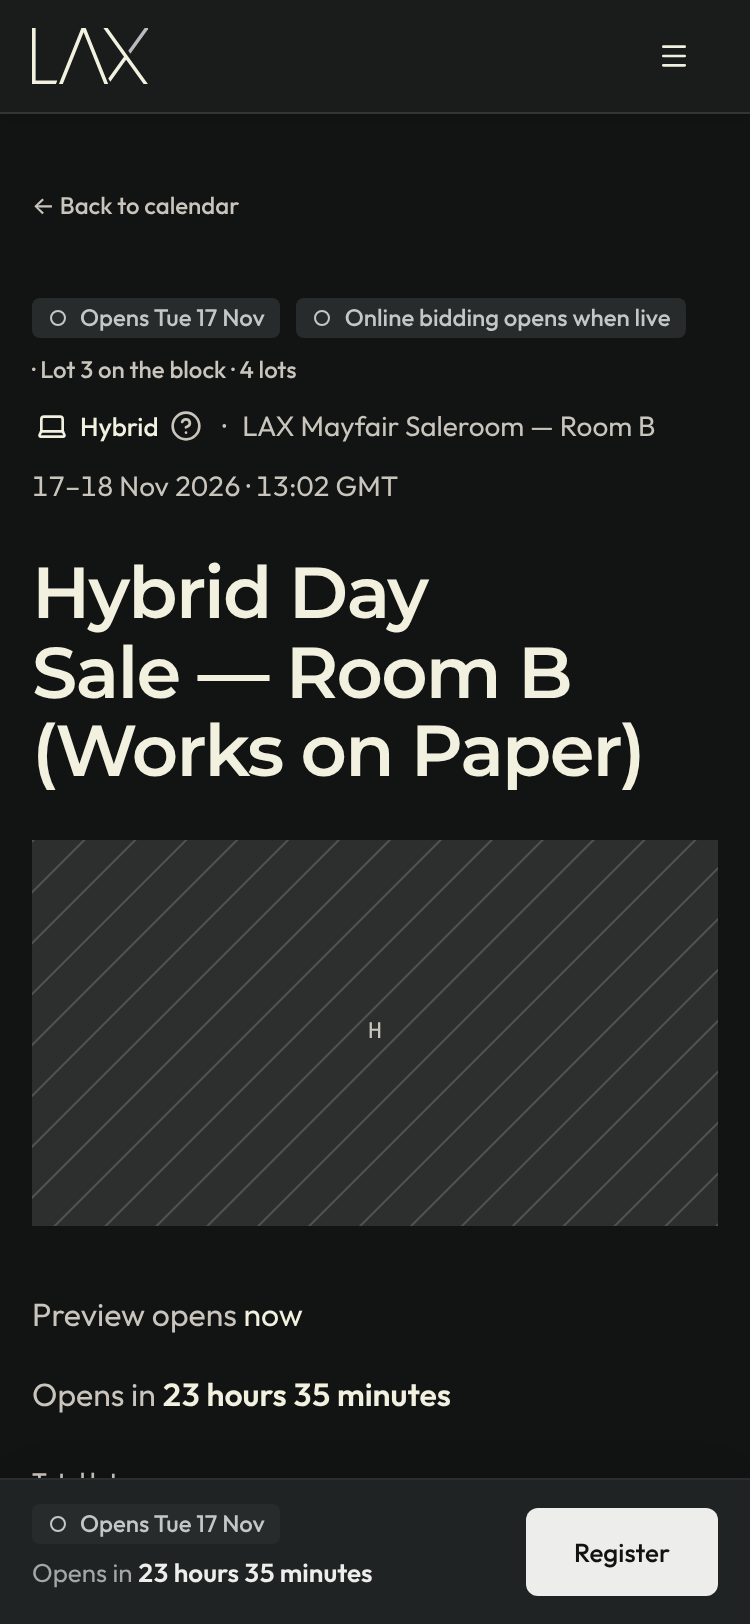 LAX
← Back to calendar
Opens Tue 17 Nov Online bidding opens when live
· Lot 3 on the block · 4 lots
Hybrid ? · LAX Mayfair Saleroom — Room B
17–18 Nov 2026 · 13:02 GMT
Hybrid Day
Sale — Room B
(Works on Paper)
H
Preview opens now
Opens in 23 hours 35 minutes
Opens Tue 17 Nov
Opens in 23 hours 35 minutes
Register